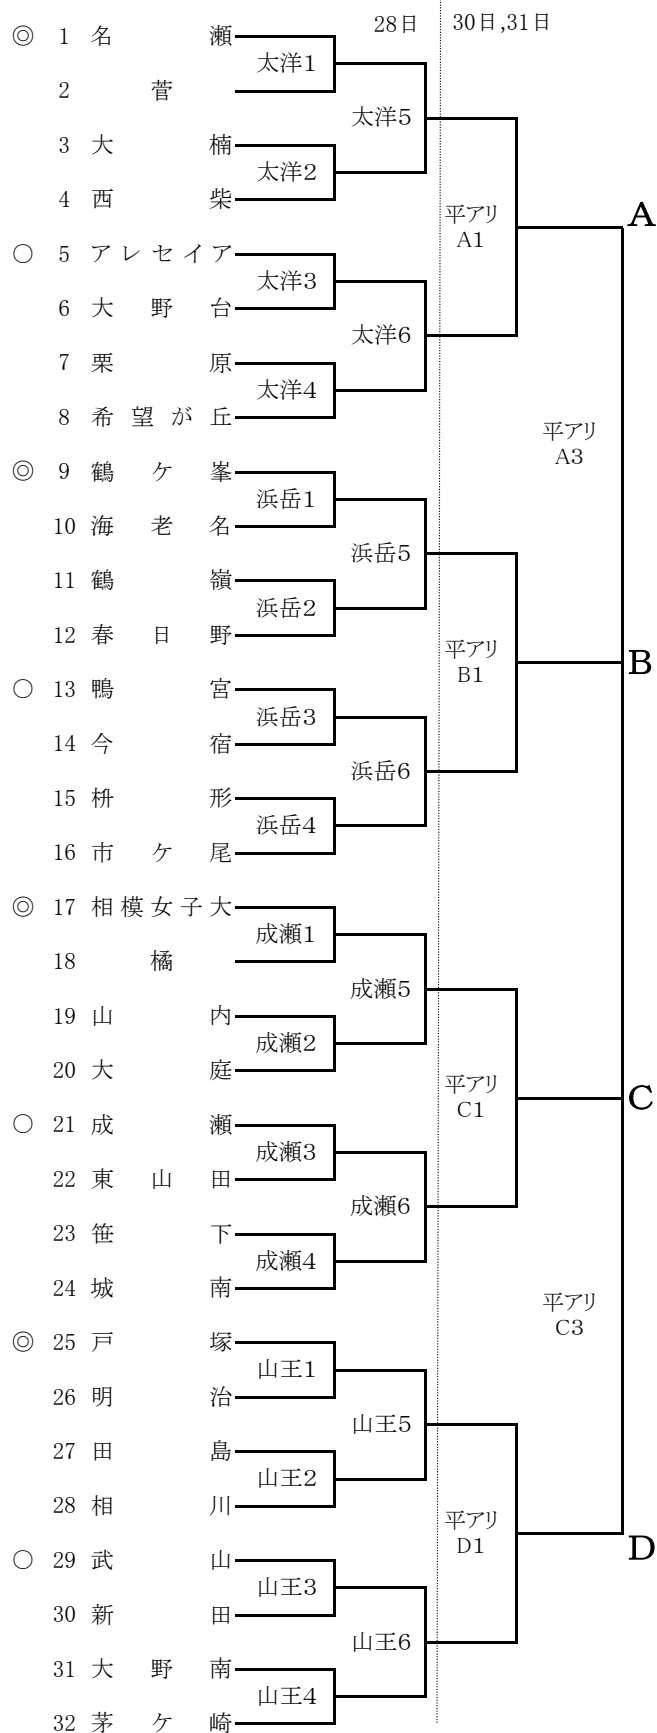 28日 30日,31日
◎ 1 名瀬
太洋1
2 菅
太洋5
3 大楠
太洋2
4 西柴
平アリ
A1
A
○ 5 アレセイア
太洋3
6 大野台
太洋6
7 栗原
太洋4
8 希望が丘
平アリ
A3
◎ 9 鶴ケ峯
浜岳1
10 海老名
浜岳5
11 鶴嶺
浜岳2
12 春日野
平アリ
B1
B
○ 13 鴨宮
浜岳3
14 今宿
浜岳6
15 枡形
浜岳4
16 市ケ尾
◎ 17 相模女子大
成瀬1
18 橘
成瀬5
19 山内
成瀬2
20 大庭
平アリ
C1
C
○ 21 成瀬
成瀬3
22 東山田
成瀬6
23 笹下
成瀬4
24 城南
平アリ
C3
◎ 25 戸塚
山王1
26 明治
山王5
27 田島
山王2
28 相川
平アリ
D1
D
○ 29 武山
山王3
30 新田
山王6
31 大野南
山王4
32 茅ケ崎